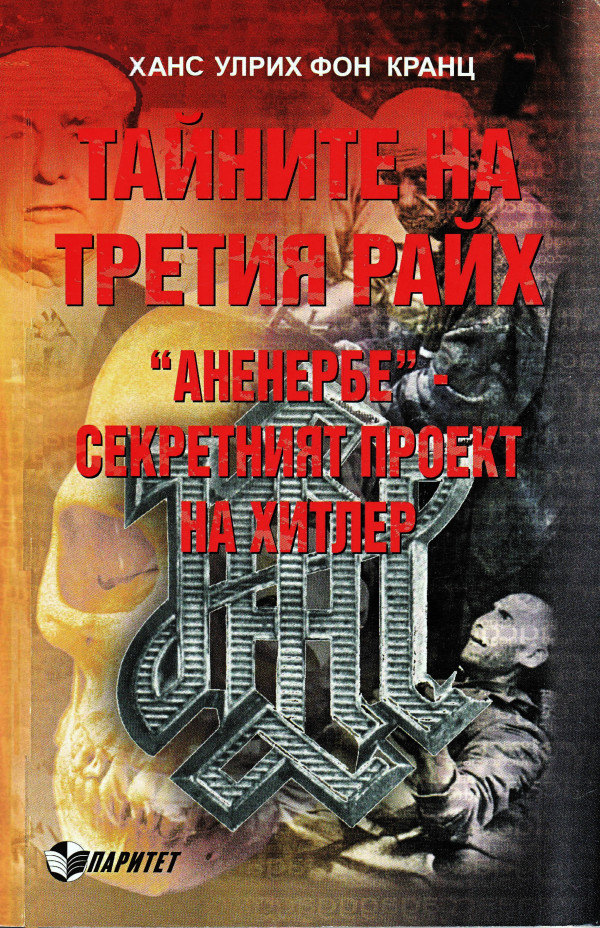 ХАНС УЛРИХ ФОН КРАНЦ
ТАЙНИТЕ НА
ТРЕТИЯ РАЙХ
“АНЕНЕРБЕ” -
СЕКРЕТНИЯТ ПРОЕКТ
НА ХИТЛЕР
ПАРИТЕТ